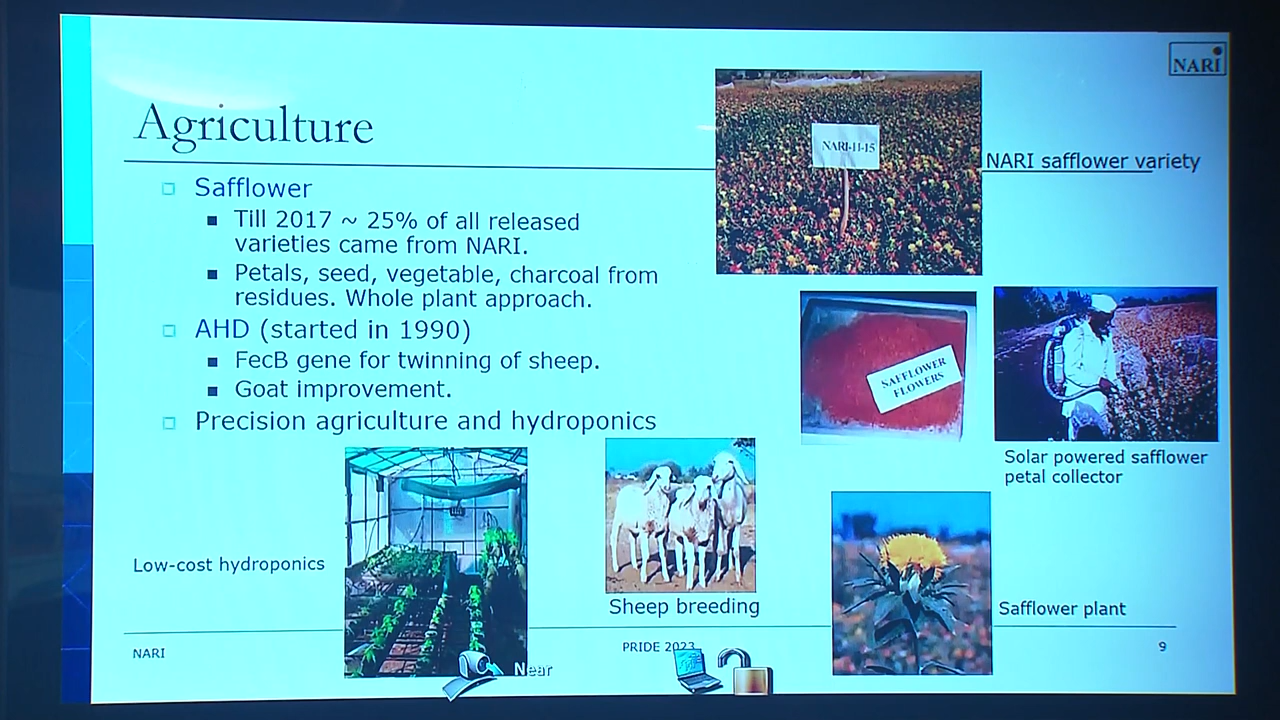 NARI
Agriculture
NARI-11-15
NARI safflower variety
Safflower
Till 2017 ~ 25% of all released
varieties came from NARI.
Petals, seed, vegetable, charcoal from
residues. Whole plant approach.
AHD (started in 1990)
FecB gene for twinning of sheep.
Goat improvement.
Precision agriculture and hydroponics
SAFFLOWER
FLOWERS
Solar powered safflower
petal collector
Low-cost hydroponics
Sheep breeding
Safflower plant
NARI
PRIDE 2023
9
Near